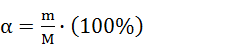 α = m/M · (100%)